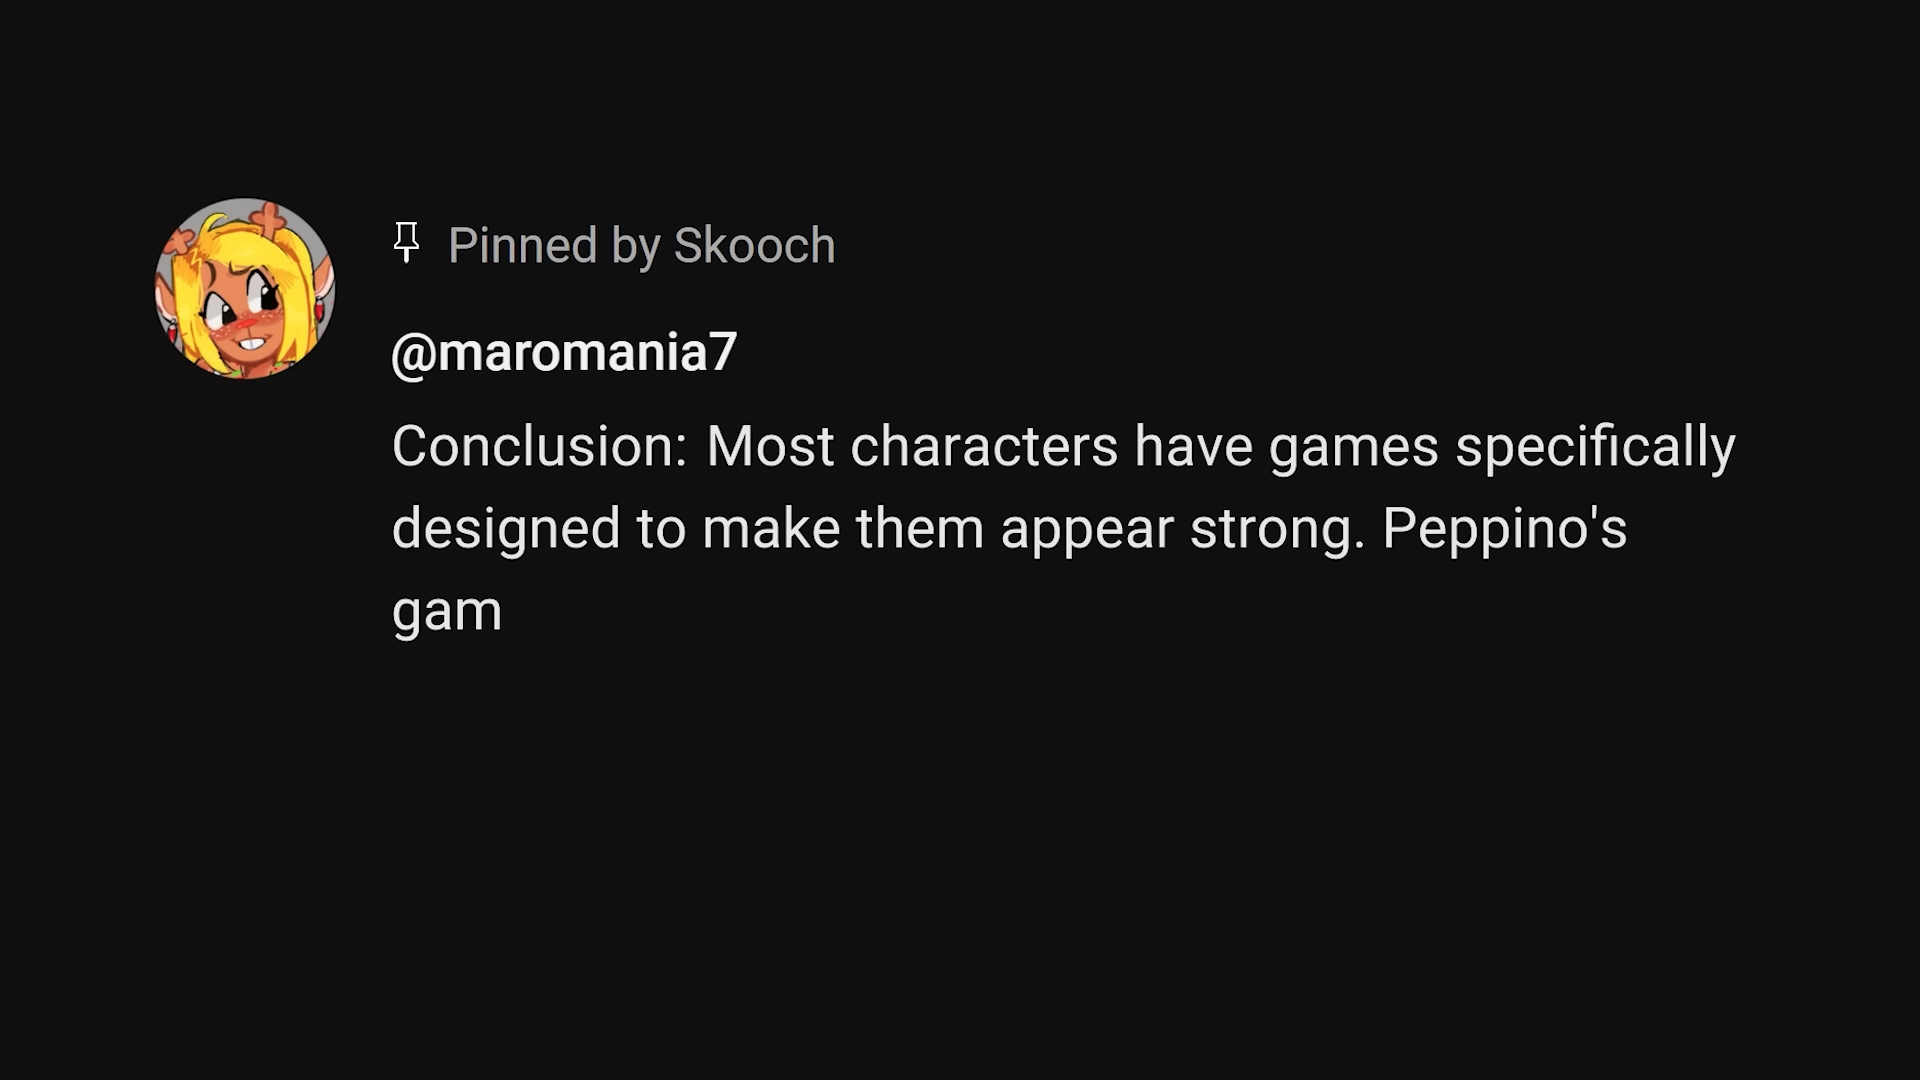 Pinned by Skooch
@maromania7
Conclusion: Most characters have games specifically
designed to make them appear strong. Peppino's
gam